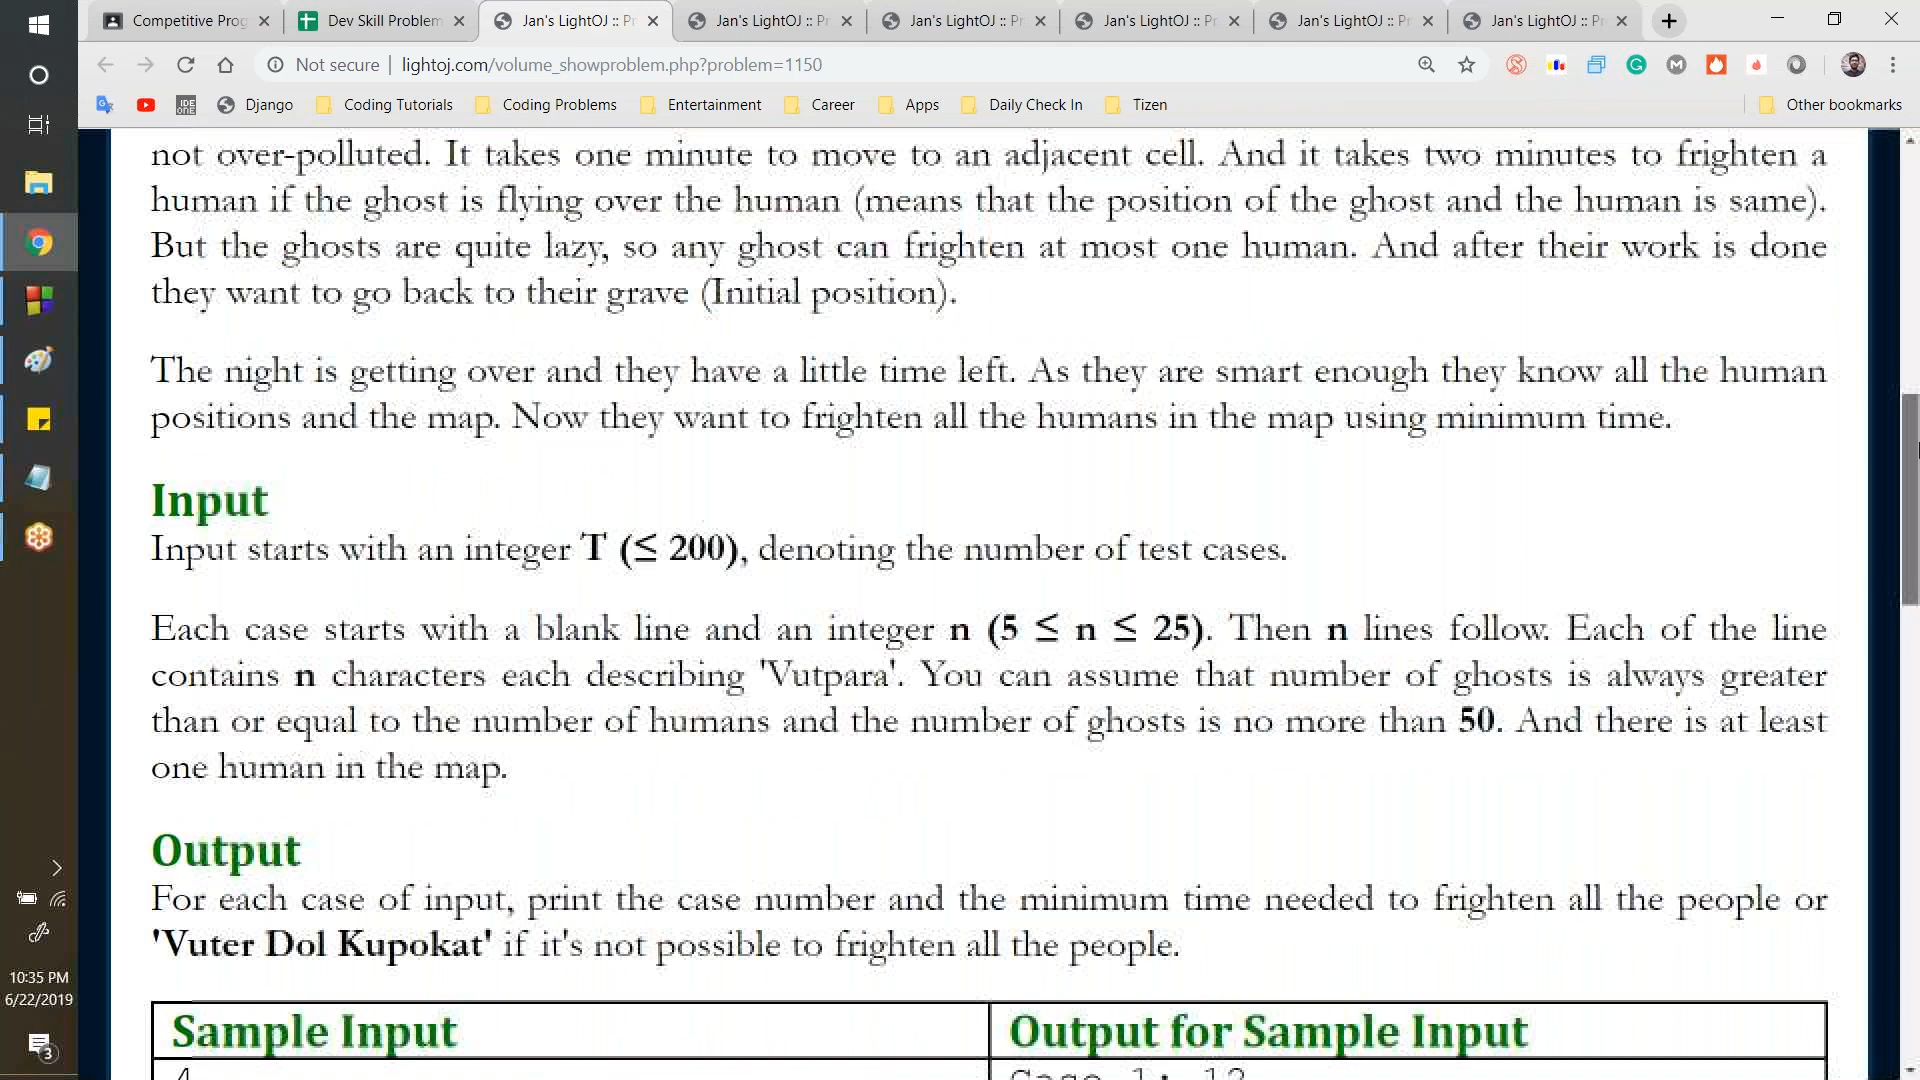 Competitive Prog
Dev Skill Problem
Jan's LightOJ :: Pr
Jan's LightOJ :: Pr
Jan's LightOJ :: Pr
Jan's LightOJ :: Pr
Jan's LightOJ :: Pr
Jan's LightOJ :: Pr
Not secure | lightoj.com/volume_showproblem.php?problem=1150
Django
Coding Tutorials
Coding Problems
Entertainment
Career
Apps
Daily Check In
Tizen
Other bookmarks
not over-polluted. It takes one minute to move to an adjacent cell. And it takes two minutes to frighten a
human if the ghost is flying over the human (means that the position of the ghost and the human is same).
But the ghosts are quite lazy, so any ghost can frighten at most one human. And after their work is done
they want to go back to their grave (Initial position).
The night is getting over and they have a little time left. As they are smart enough they know all the human
positions and the map. Now they want to frighten all the humans in the map using minimum time.
Input
Input starts with an integer T (≤ 200), denoting the number of test cases.
Each case starts with a blank line and an integer n (5 ≤ n ≤ 25). Then n lines follow. Each of the line
contains n characters each describing 'Vutpara'. You can assume that number of ghosts is always greater
than or equal to the number of humans and the number of ghosts is no more than 50. And there is at least
one human in the map.
Output
For each case of input, print the case number and the minimum time needed to frighten all the people or
'Vuter Dol Kupokat' if it's not possible to frighten all the people.
Sample Input
Output for Sample Input
10:35 PM
6/22/2019
3